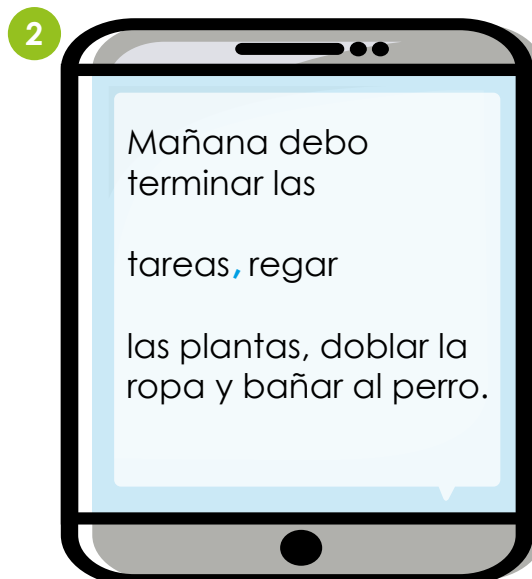 2
Mañana debo
terminar las
tareas, regar
las plantas, doblar la
ropa y bañar al perro.